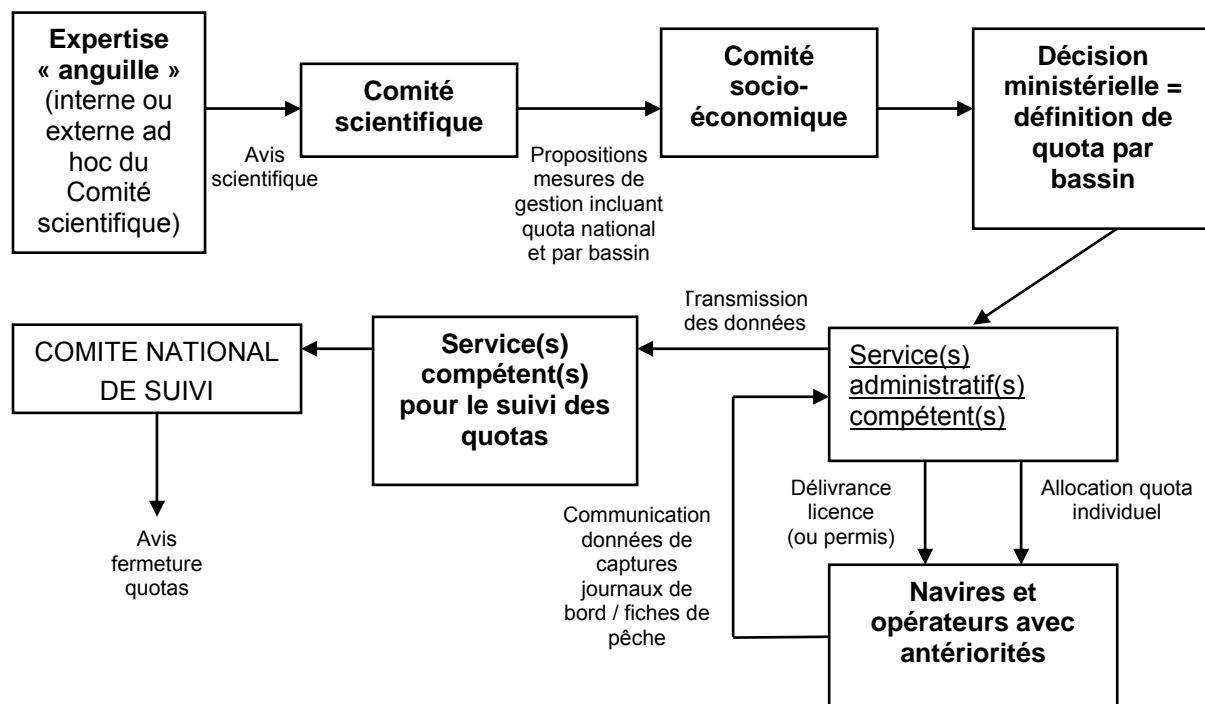 Expertise
« anguille »
(interne ou
externe ad
hoc du
Comité
scientifique)
Avis
scientifique
Comité
scientifique
Propositions
mesures de
gestion incluant
quota national
et par bassin
Comité
socio-
économique
Décision
ministérielle =
définition de
quota par
bassin
Service(s)
administratif(s)
compétent(s)
Transmission
des données
Service(s)
compétent(s)
pour le suivi des
quotas
COMITE NATIONAL
DE SUIVI
Avis
fermeture
quotas
Communication
données de
captures
journaux de
bord / fiches de
pêche
Délivrance
licence
(ou permis)
Allocation quota
individuel
Navires et
opérateurs avec
antériorités